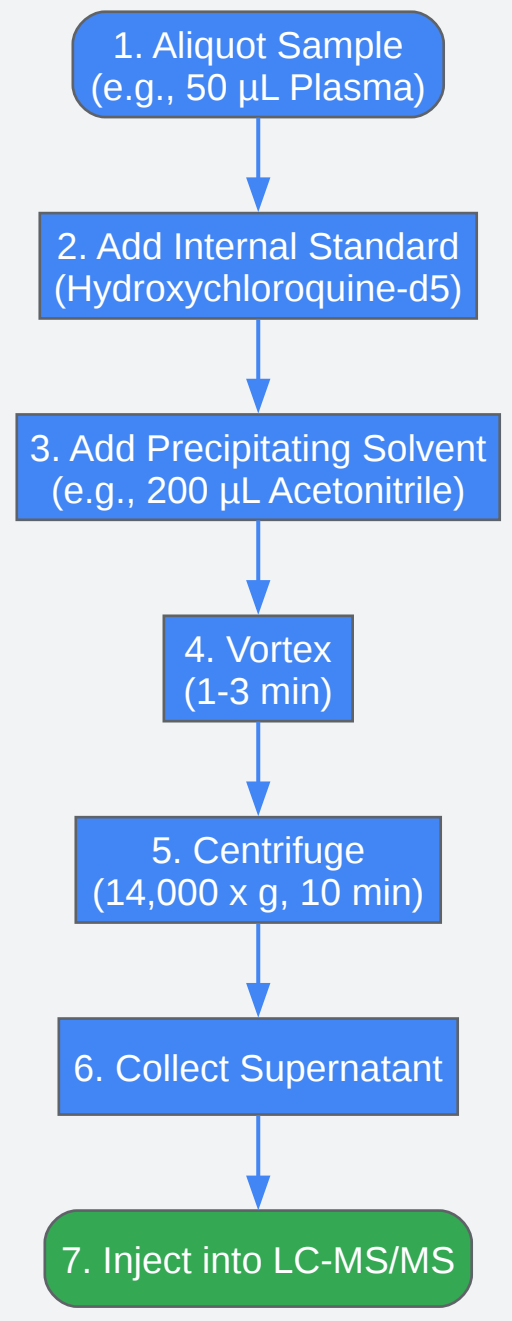 1. Aliquot Sample
(e.g., 50 µL Plasma)
2. Add Internal Standard
(Hydroxychloroquine-d5)
3. Add Precipitating Solvent
(e.g., 200 µL Acetonitrile)
4. Vortex
(1-3 min)
5. Centrifuge
(14,000 x g, 10 min)
6. Collect Supernatant
7. Inject into LC-MS/MS